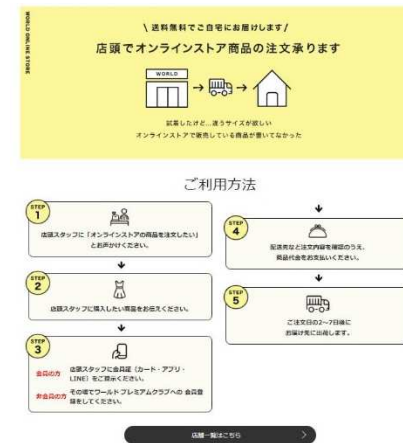 WORLD ONLINE STORE
\ 送料無料でご自宅にお届けします /
店頭でオンラインストア商品の注文承ります
WORLD
試着したけど…違うサイズが欲しい
オンラインストアで販売している商品が置いてなかった
ご利用方法
STEP
1
店頭スタッフに「オンラインストアの商品を注文したい」
とお声かけください。
STEP
2
店頭スタッフに購入したい商品をお伝えください。
STEP
3
会員の方
店頭スタッフに会員証（カード・アプリ・
LINE）をご提示ください。
非会員の方
その場でワールド プレミアムクラブへの 会員登
録をしてください。
STEP
4
配送先など注文内容を確認のうえ、
商品代金をお支払いください。
STEP
5
ご注文日の2～7日後に
お届け先に出荷します。
店舗一覧はこちら